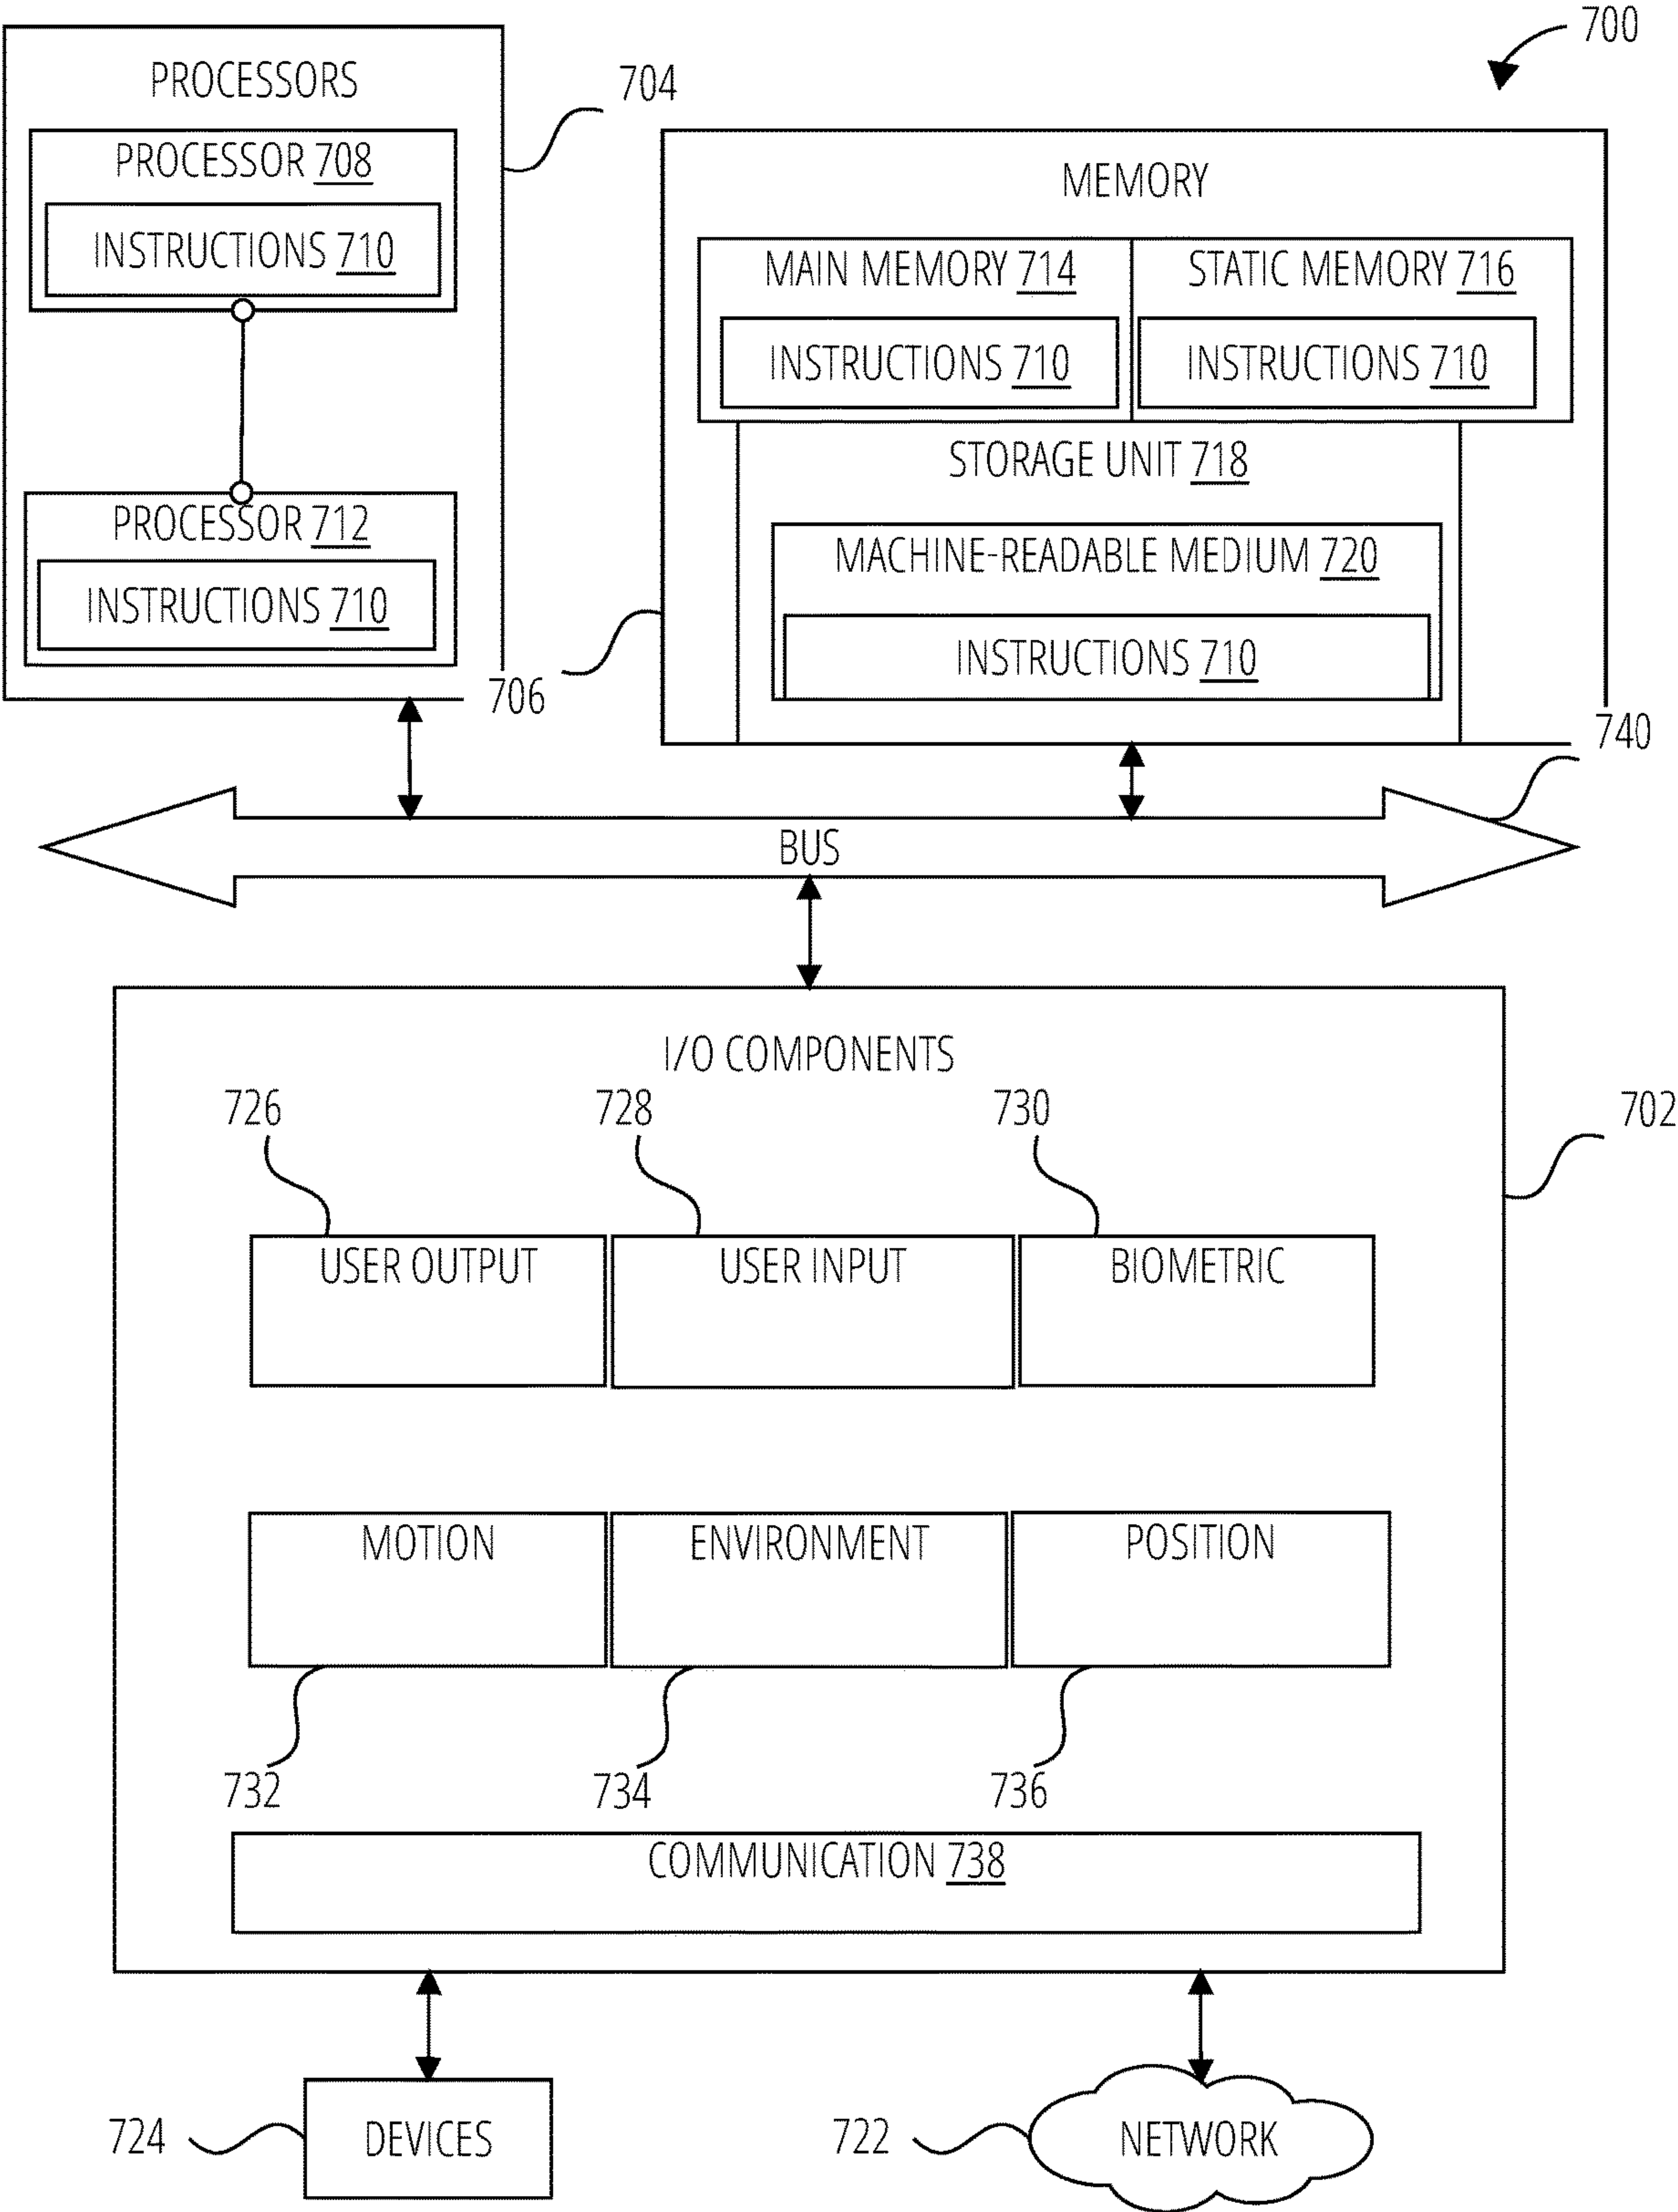 700
PROCESSORS
704
PROCESSOR 708
INSTRUCTIONS 710
PROCESSOR 712
INSTRUCTIONS 710
MEMORY
MAIN MEMORY 714
INSTRUCTIONS 710
STATIC MEMORY 716
INSTRUCTIONS 710
STORAGE UNIT 718
MACHINE-READABLE MEDIUM 720
INSTRUCTIONS 710
706
740
BUS
I/O COMPONENTS
702
726
728
730
USER OUTPUT
USER INPUT
BIOMETRIC
MOTION
ENVIRONMENT
POSITION
732
734
736
COMMUNICATION 738
724
DEVICES
722
NETWORK